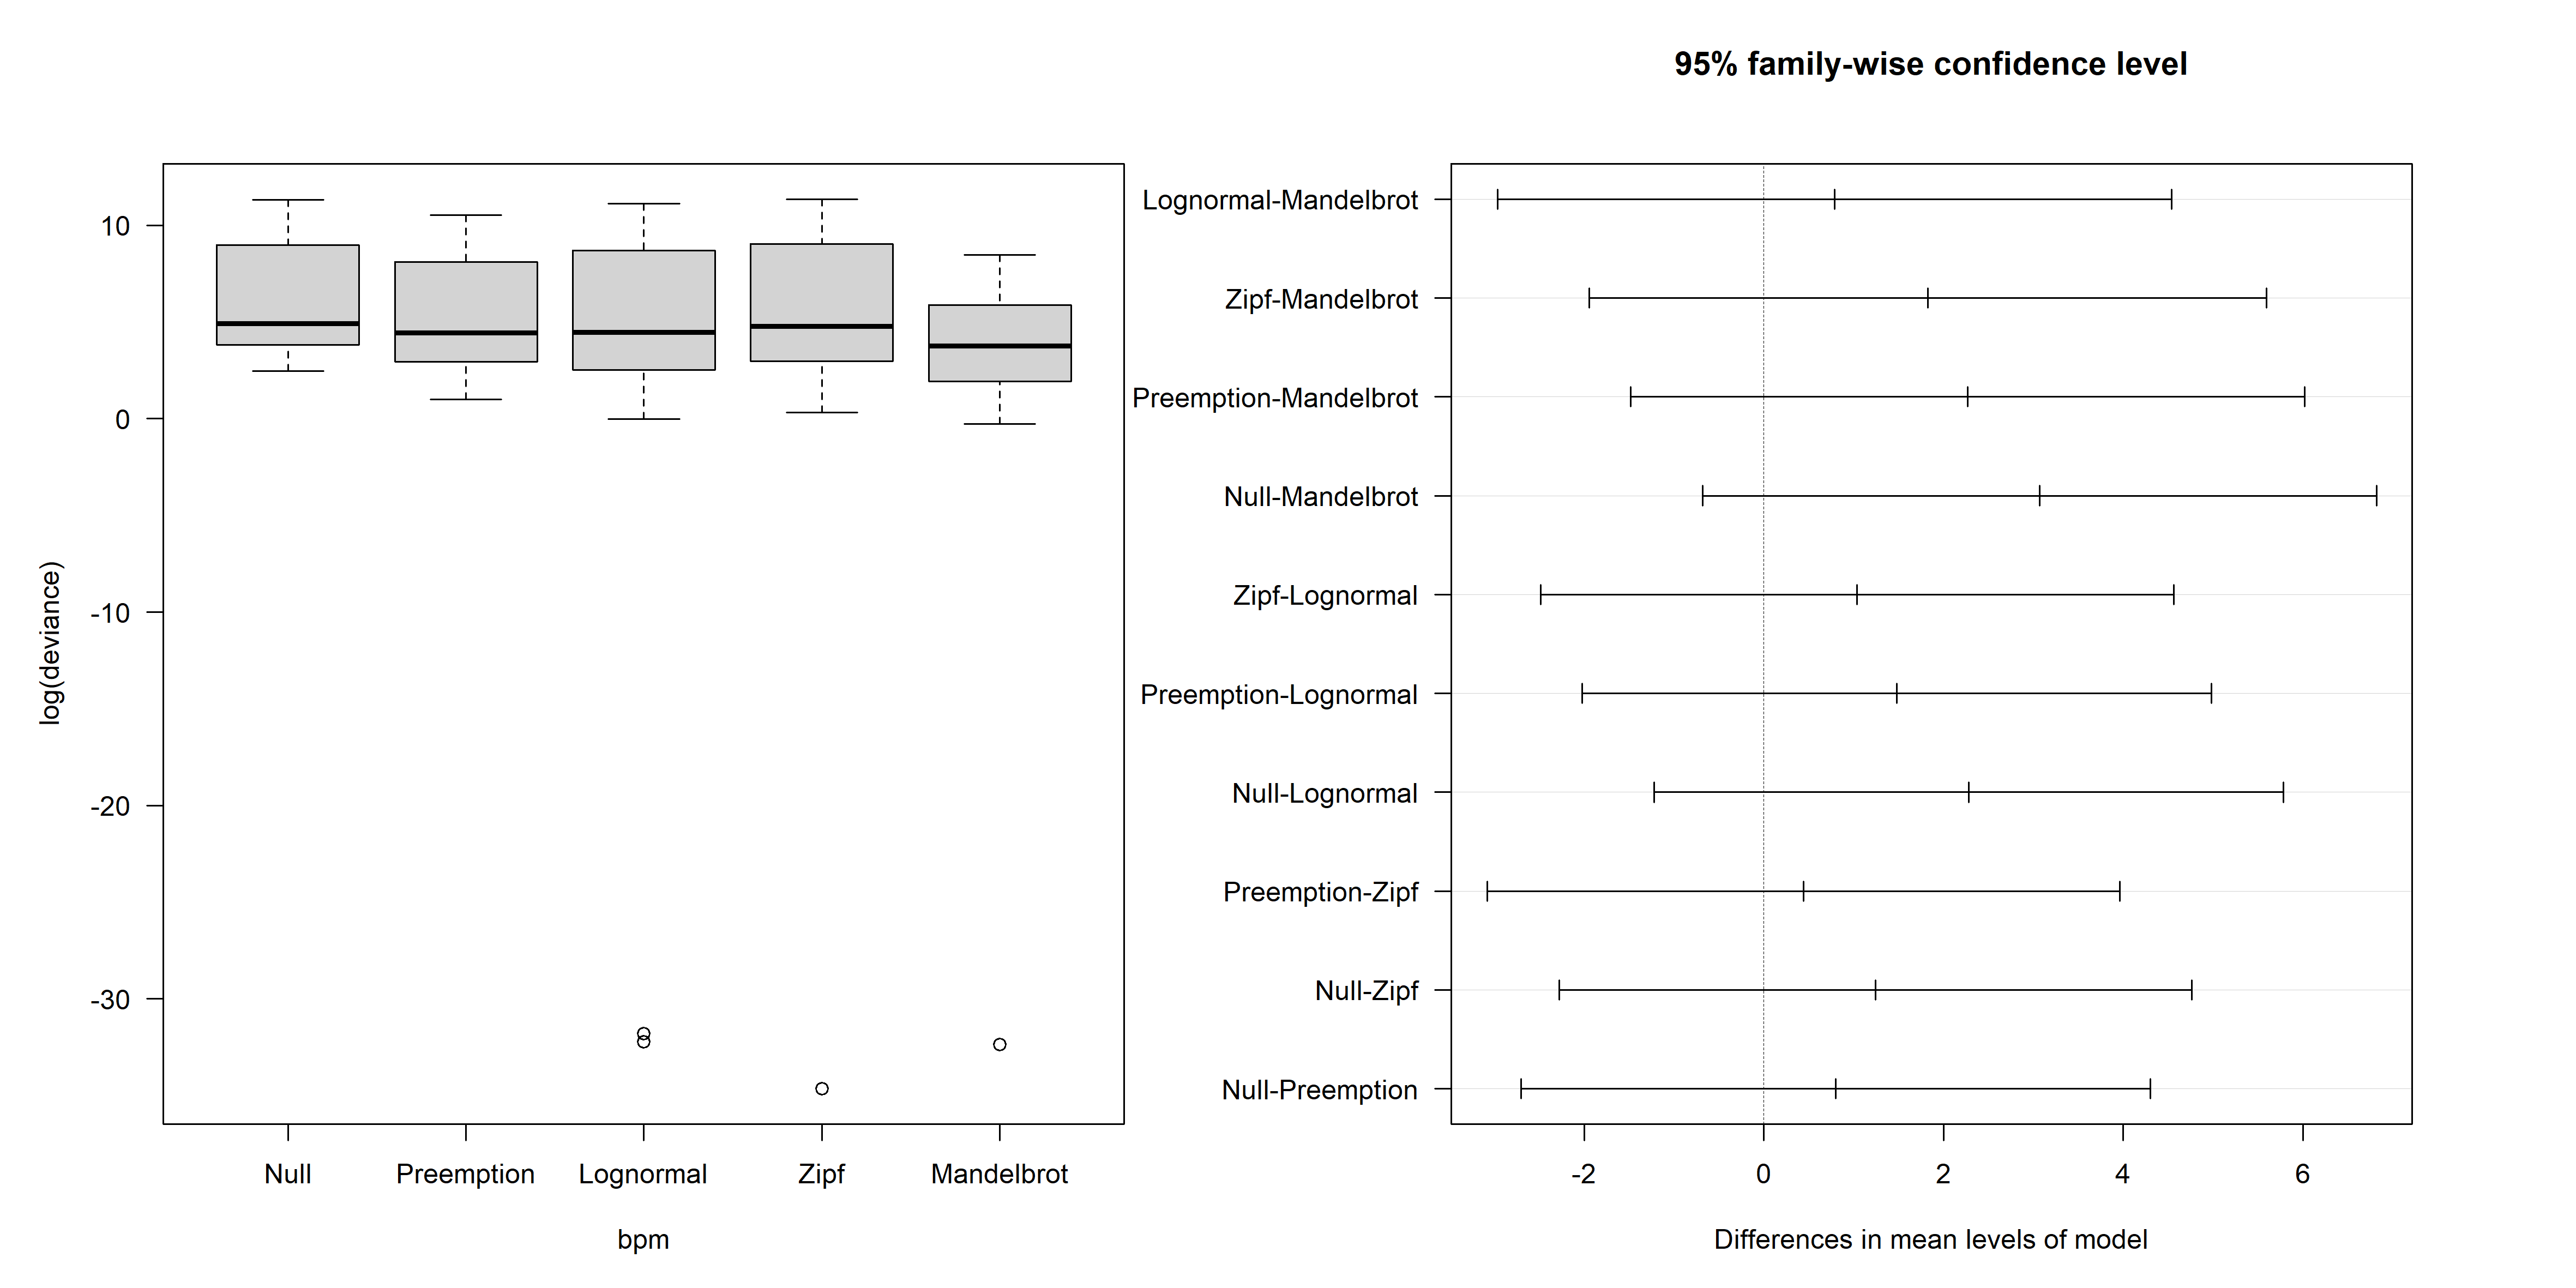 95% family-wise confidence level
10
0
-10
-20
-30
log(deviance)
Null Preemption Lognormal Zipf Mandelbrot
bpm
Lognormal-Mandelbrot
Zipf-Mandelbrot
Preemption-Mandelbrot
Null-Mandelbrot
Zipf-Lognormal
Preemption-Lognormal
Null-Lognormal
Preemption-Zipf
Null-Zipf
Null-Preemption
-2 0 2 4 6
Differences in mean levels of model